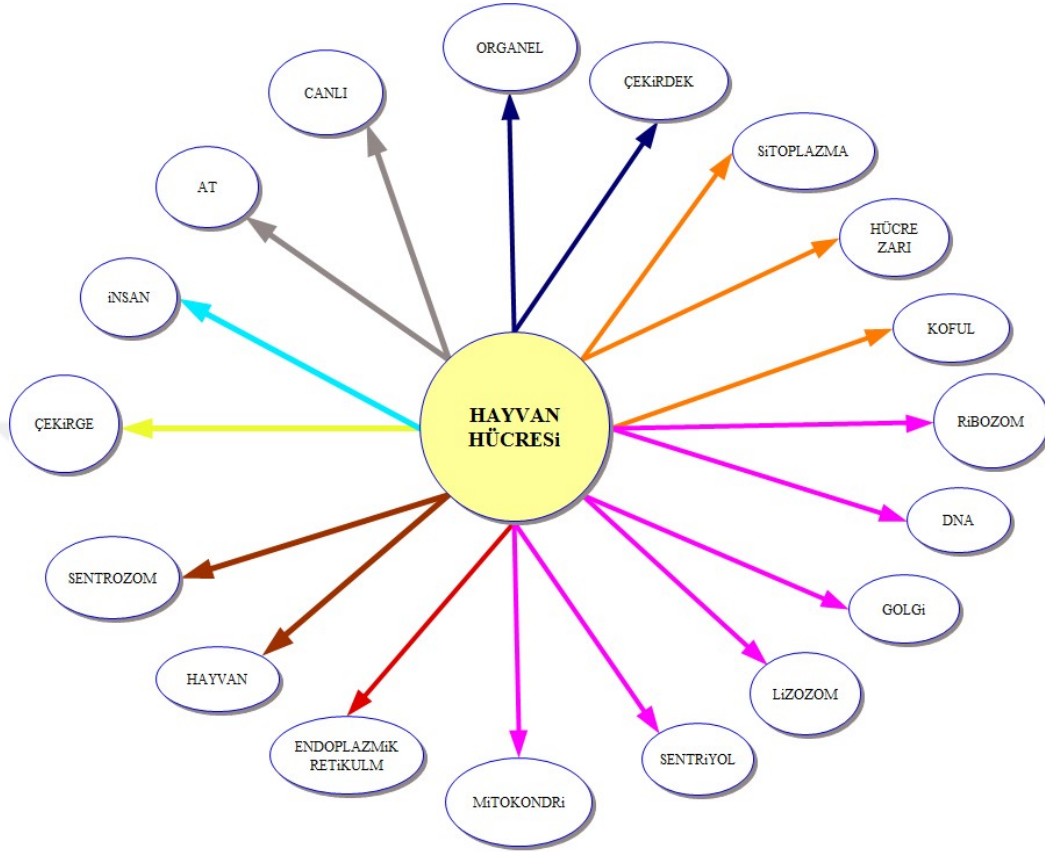 ORGANEL
ÇEKiRDEK
CANLI
SiTOPLAZMA
AT
HÜCRE
ZARI
iNSAN
KOFUL
HAYVAN
HÜCRESi
ÇEKiRGE
RiBOZOM
DNA
SENTROZOM
GOLGi
HAYVAN
LiZOZOM
ENDOPLAZMiK
RETiKULM
SENTRiYOL
MiTOKONDRi